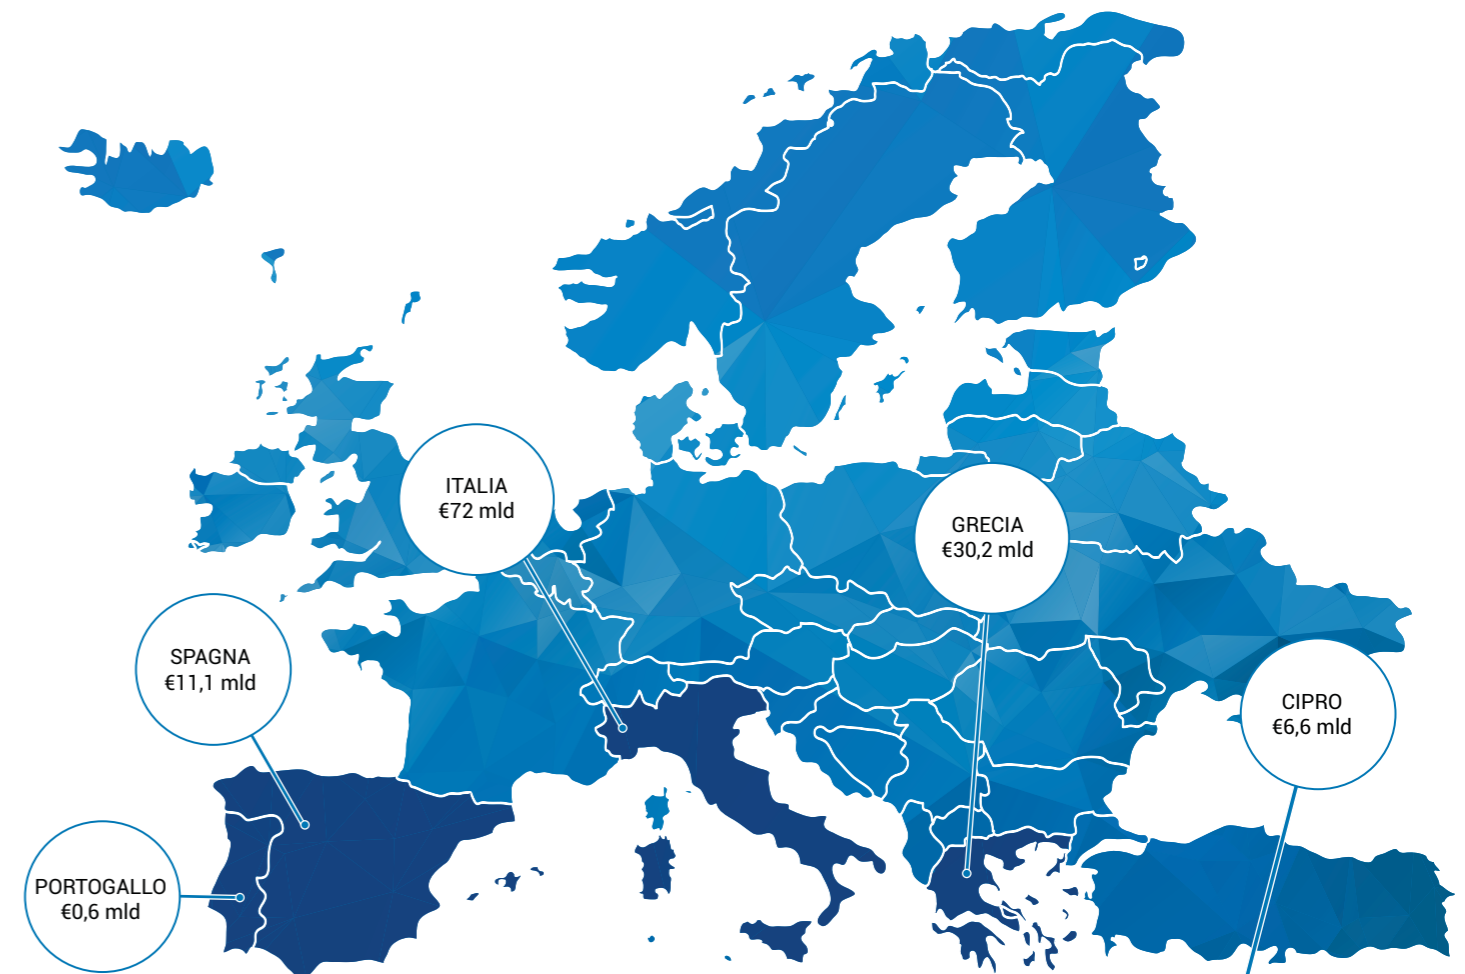 ITALIA
€72 mld
GRECIA
€30,2 mld
SPAGNA
€11,1 mld
CIPRO
€6,6 mld
PORTOGALLO
€0,6 mld